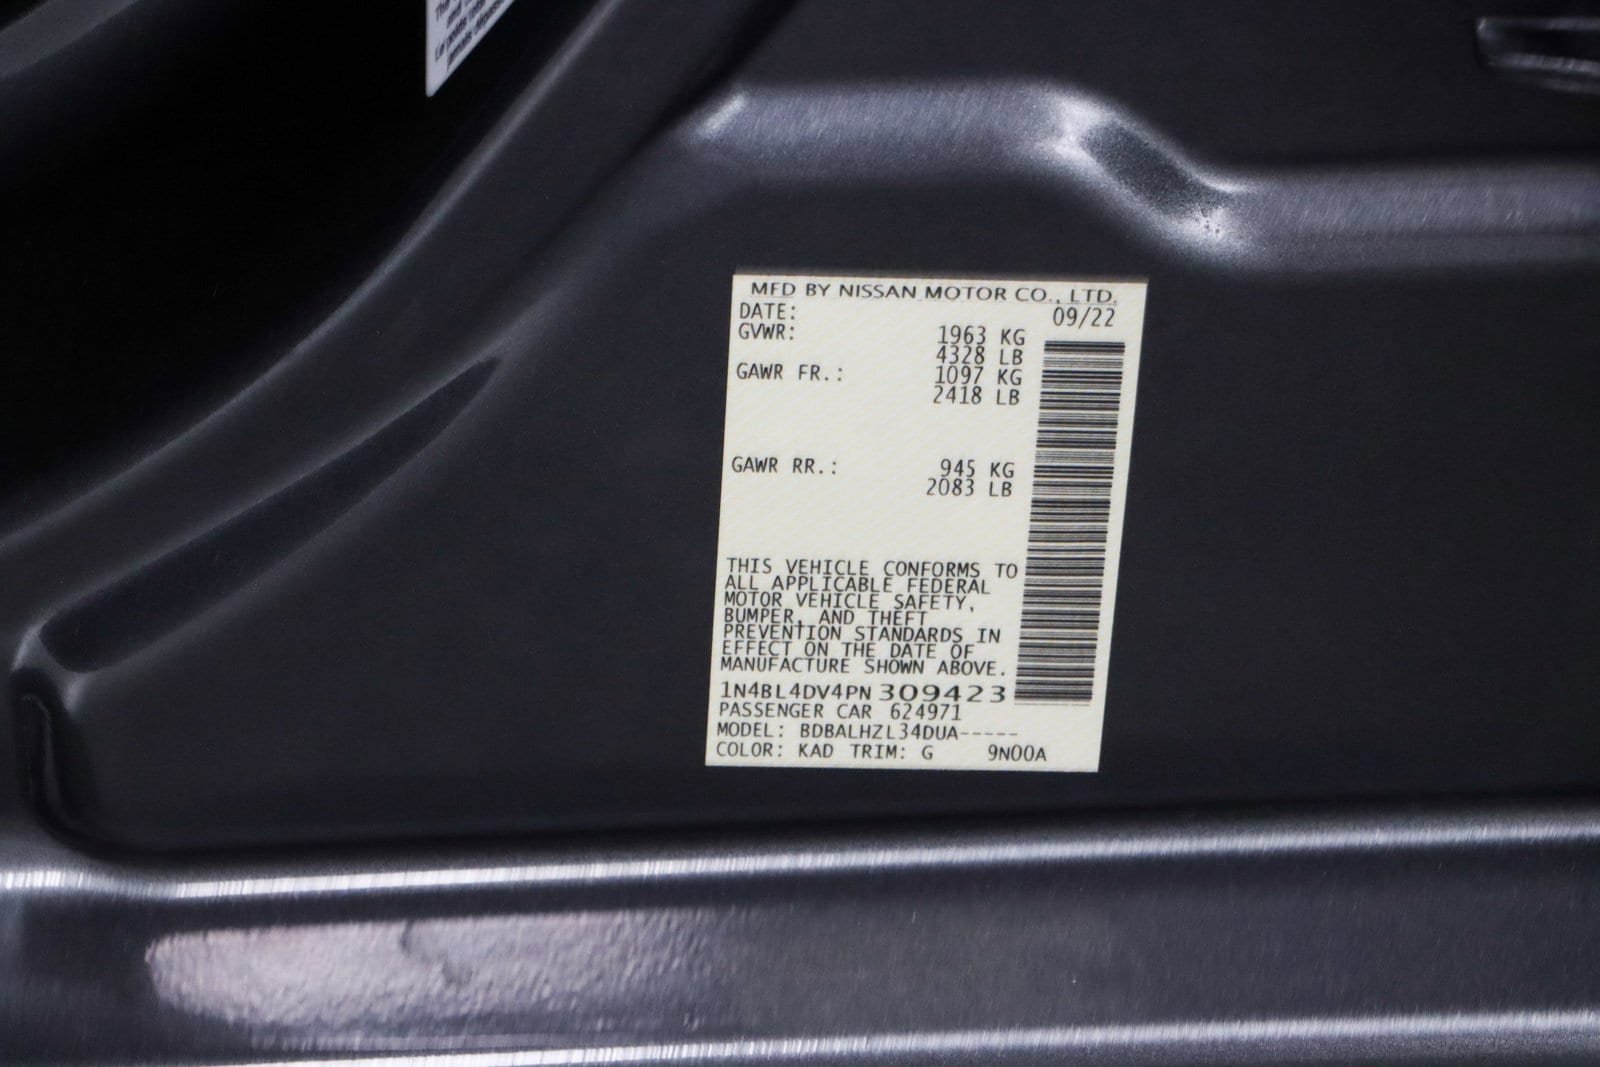 MFD BY NISSAN MOTOR CO., LTD.
DATE: 09/22
GVWR: 1963 KG
4328 LB
GAWR FR.: 1097 KG
2418 LB
GAWR RR.: 945 KG
2083 LB
THIS VEHICLE CONFORMS TO
ALL APPLICABLE FEDERAL
MOTOR VEHICLE SAFETY,
BUMPER, AND THEFT
PREVENTION STANDARDS IN
EFFECT ON THE DATE OF
MANUFACTURE SHOWN ABOVE.
1N4BL4DV4PN309423
PASSENGER CAR 624971
MODEL: BDBALHZL34DUA-----
COLOR: KAD TRIM: G 9N00A